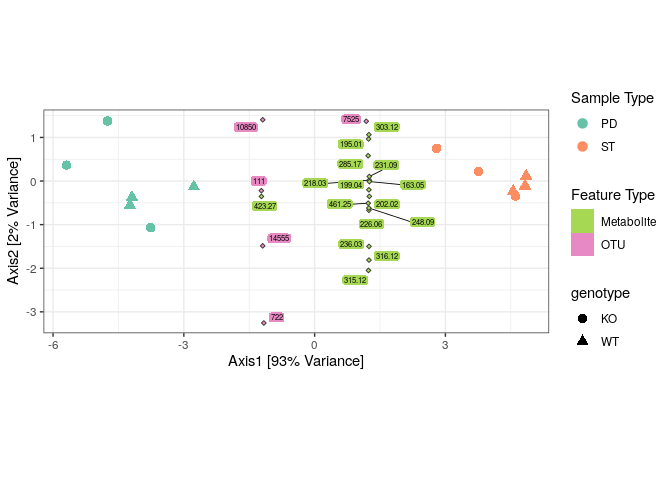 Axis2 [2% Variance]
1
0
-1
-2
-3
-6
-3
0
3
Axis1 [93% Variance]
10850
7525
303.12
195.01
285.17
231.09
111
218.03
199.04
163.05
423.27
461.25
202.02
248.09
226.06
14555
236.03
316.12
315.12
722
Sample Type
PD
ST
Feature Type
Metabolite
OTU
genotype
KO
WT